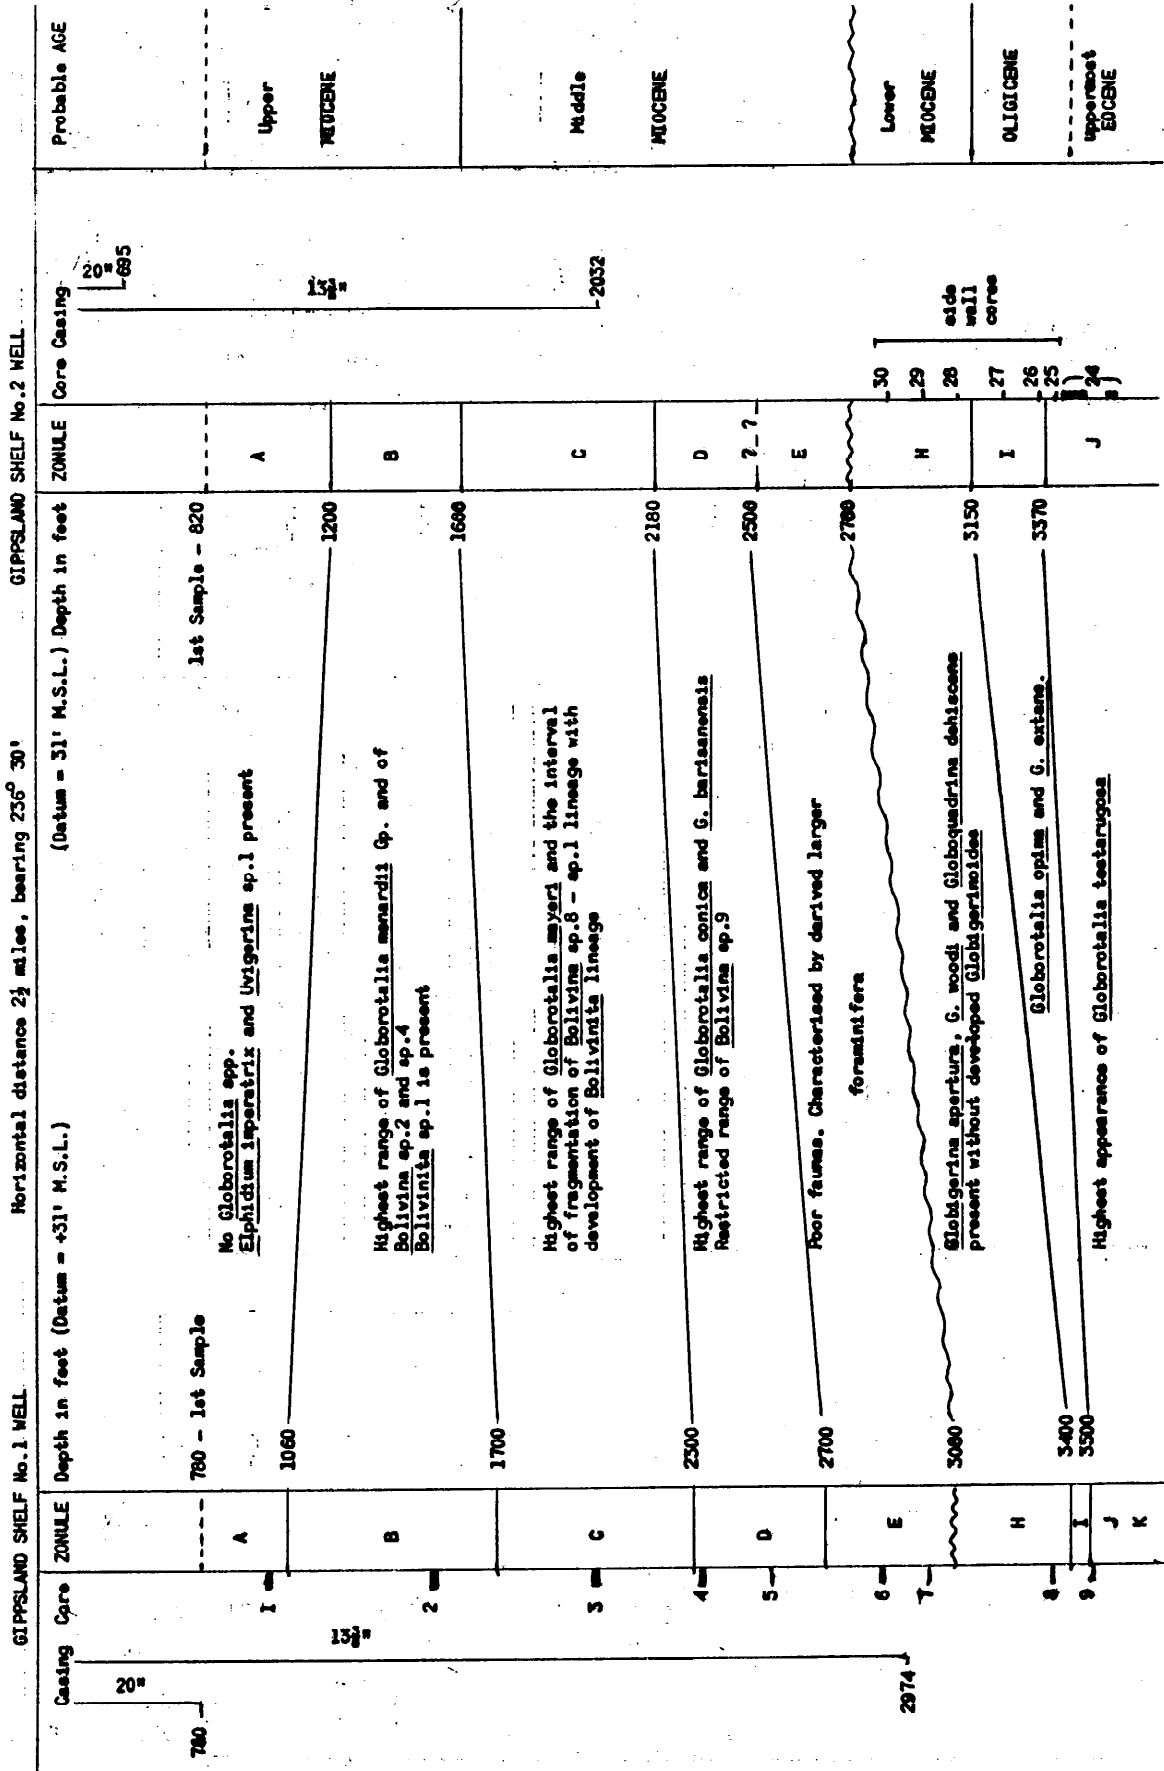 GIPPSLAND SHELF No.1 WELL Horizontal distance 2½ miles, bearing 236° 30' GIPPSLAND SHELF No.2 WELL
Casing Core ZONULE Depth in feet (Datum = +31' M.S.L.) (Datum = 31' M.S.L.) Depth in feet ZONULE Core Casing Probable AGE
20"
780
13⅜"
2974
1
2
3
4
5
6
7
8
9
A
B
C
D
E
H
I
J
K
780 - 1st Sample
1060
1700
2300
2700
3080
3400
3500
No Globorotalia spp.
Elphidium imperatrix and Uvigerina sp.1 present
Highest range of Globorotalia menardii Gp. and of
Bolivina sp.2 and sp.4
Bolivinita sp.1 is present
Highest range of Globorotalia mayeri and the interval
of fragmentation of Bolivina sp.8 - sp.1 lineage with
development of Bolivinita lineage
Highest range of Globorotalia conica and G. barisanensis
Restricted range of Bolivina sp.9
Poor faunas. Characterised by derived larger
foraminifera
Globigerina apertura, G. woodi and Globoquadrina dehiscens
present without developed Globigerinoides
Globorotalia opima and G. extans.
Highest appearance of Globorotalia testarugosa
1st Sample - 820
1200
1680
2180
2500
2780
3150
3370
A
B
C
D
?_?
E
H
I
J
30
29
28
27
26
25
24
side
wall
cores
20"
695
13⅜"
2032
Upper
MIOCENE
Middle
MIOCENE
Lower
MIOCENE
OLIGICENE
Uppermost
EOCENE